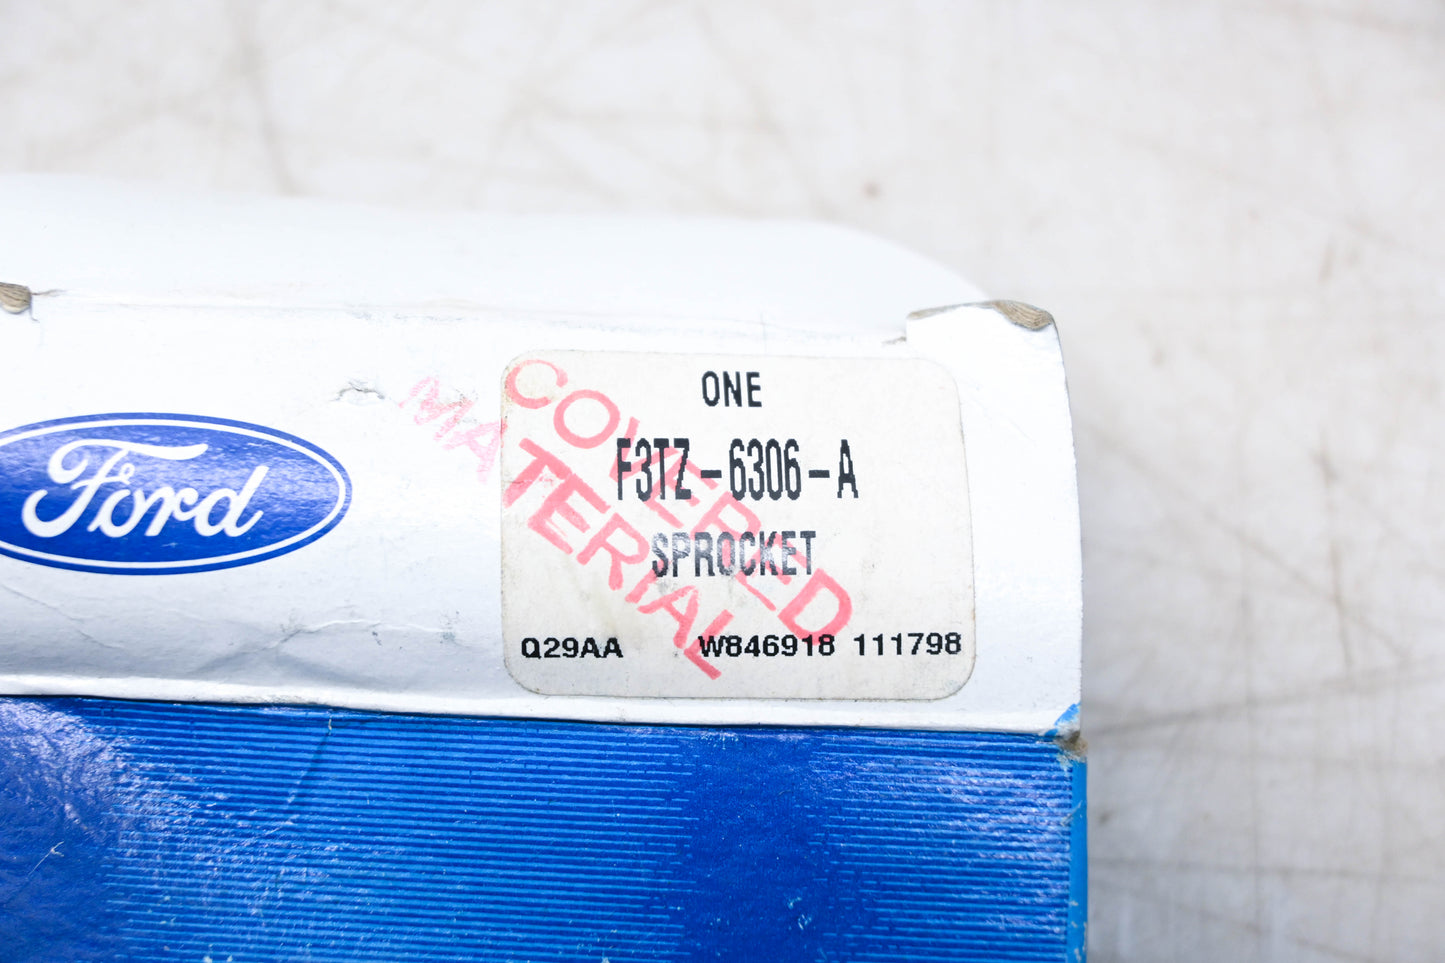 Ford
ONE
F3TZ-6306-A
SPROCKET
Q29AA W846918 111798
COVERED
MATERIAL